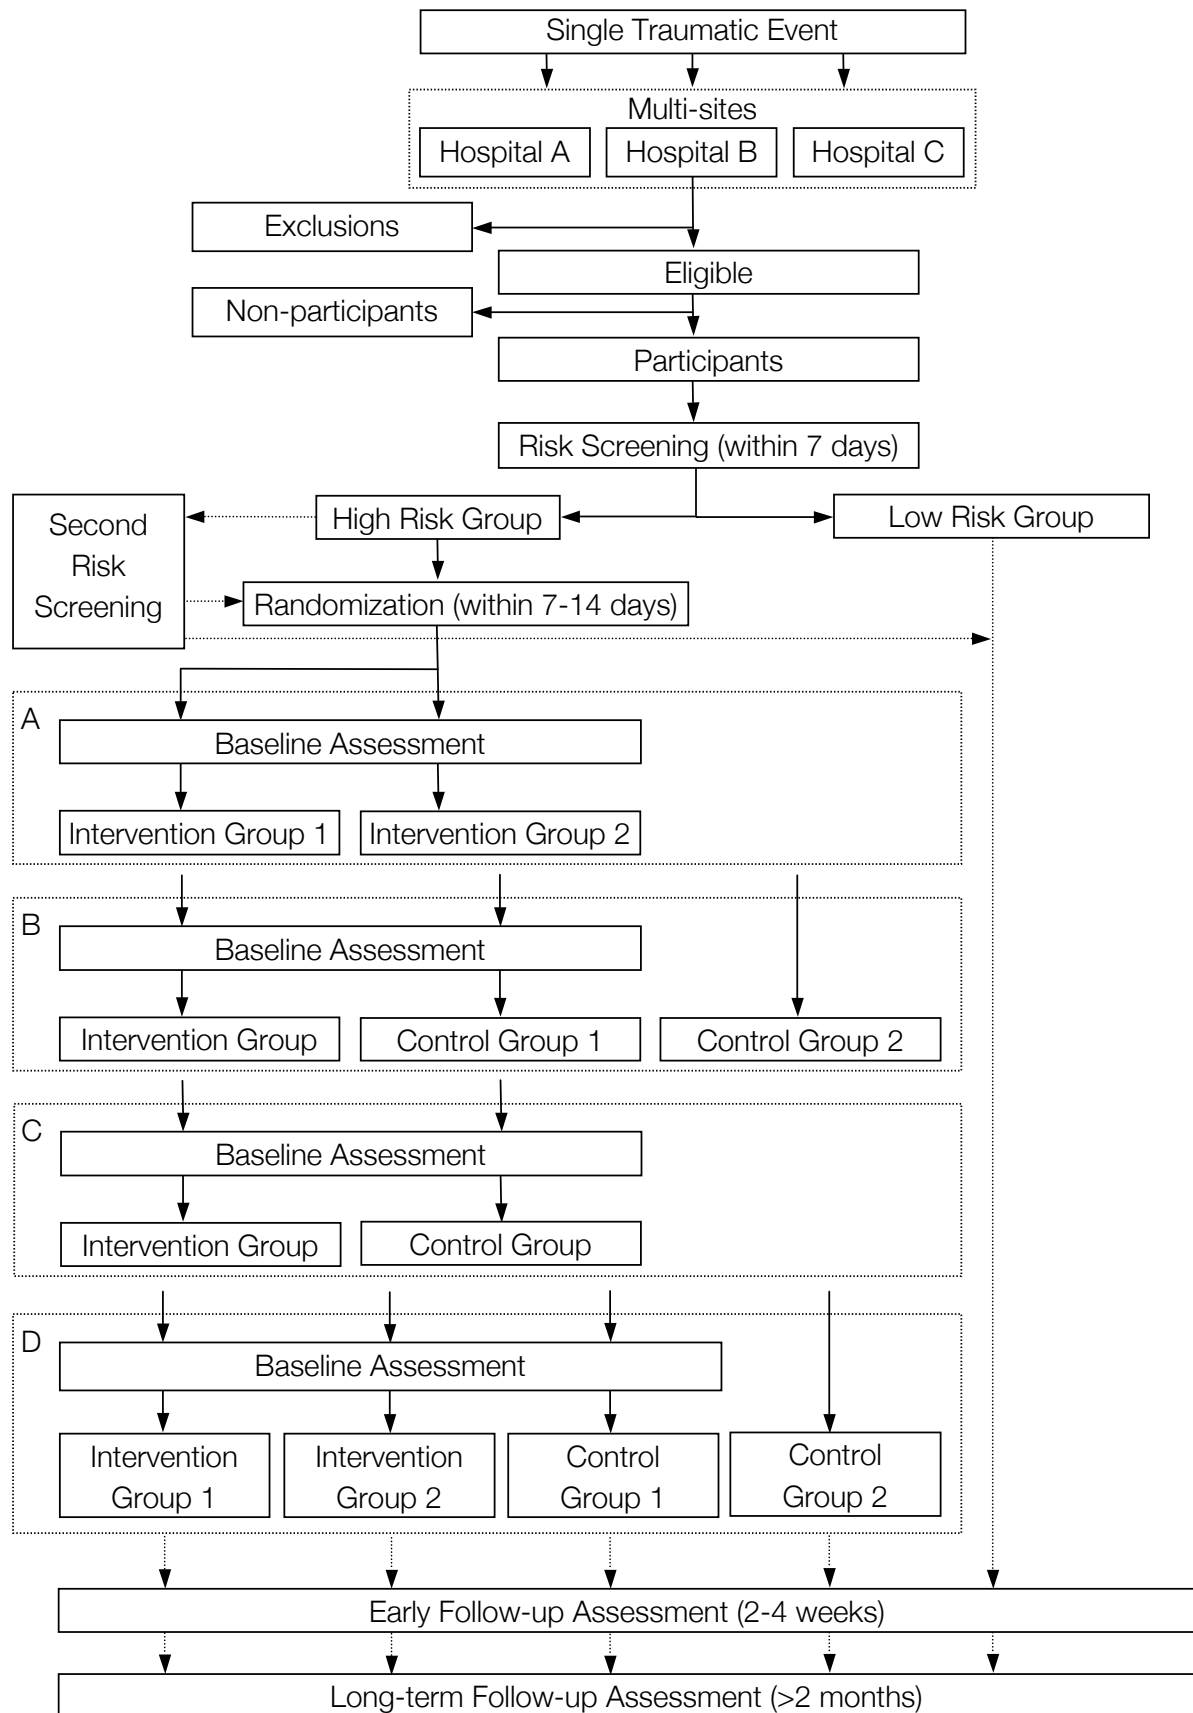 Single Traumatic Event
Multi-sites
Hospital A
Hospital B
Hospital C
Exclusions
Eligible
Non-participants
Participants
Risk Screening (within 7 days)
Second
Risk
Screening
High Risk Group
Low Risk Group
Randomization (within 7-14 days)
A
Baseline Assessment
Intervention Group 1
Intervention Group 2
B
Baseline Assessment
Intervention Group
Control Group 1
Control Group 2
C
Baseline Assessment
Intervention Group
Control Group
D
Baseline Assessment
Intervention
Group 1
Intervention
Group 2
Control
Group 1
Control
Group 2
Early Follow-up Assessment (2-4 weeks)
Long-term Follow-up Assessment (>2 months)